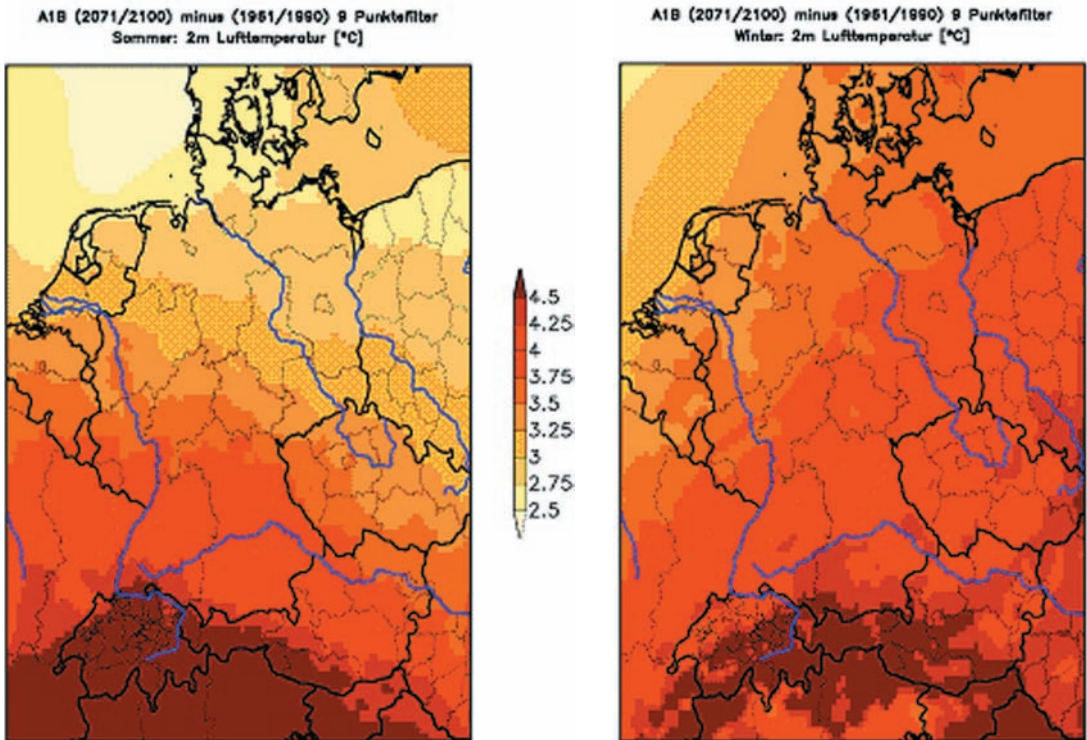 A1B (2071/2100) minus (1961/1990) 9 Punktefilter
Sommer: 2m Lufttemperatur [°C]
A1B (2071/2100) minus (1961/1990) 9 Punktefilter
Winter: 2m Lufttemperatur [°C]
4.5
4.25
4
3.75
3.5
3.25
3
2.75
2.5